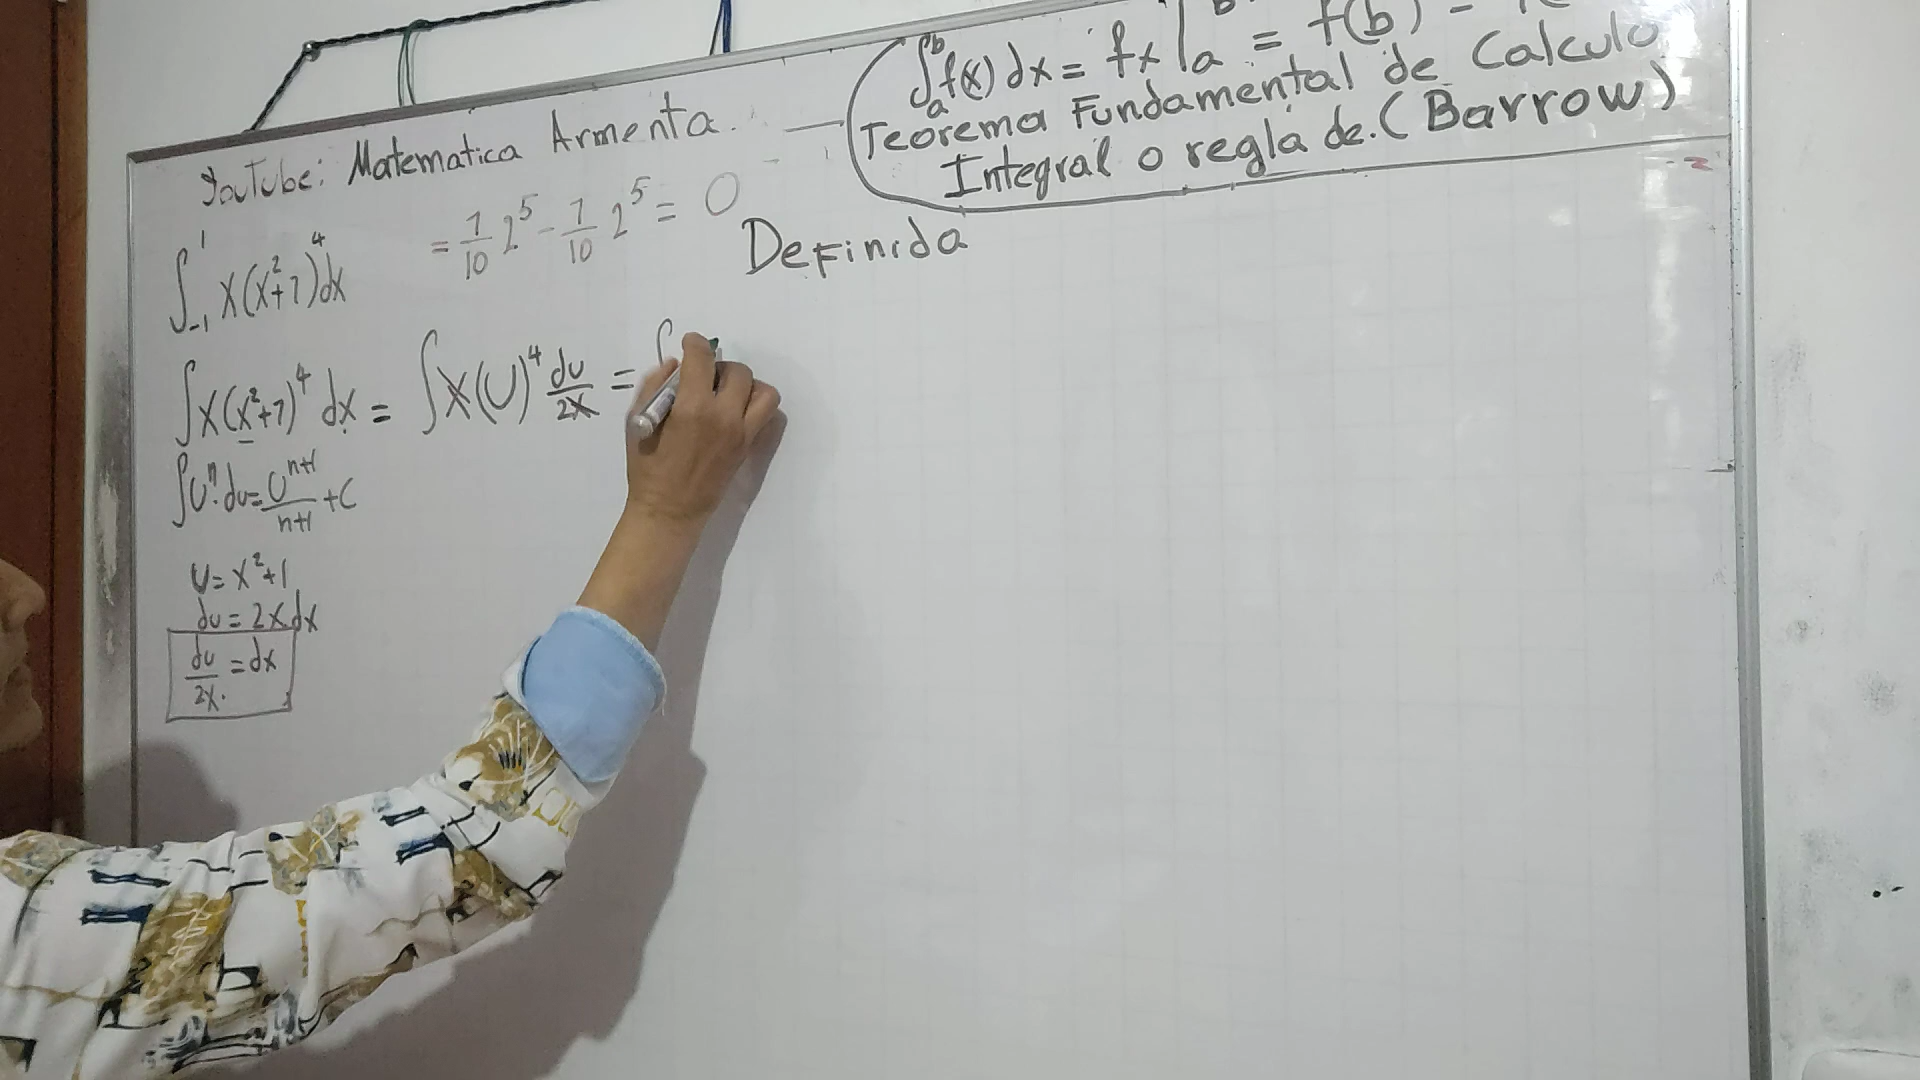 ∫ₐᵇ f(x) dx = fx |ₐᵇ = f(b) -
Teorema Fundamental de Calculo
Integral o regla de. (Barrow)
YouTube: Matematica Armenta.
= 1/10 2⁵ - 1/10 2⁵ = 0
Definida
∫₋₁¹ x(x²+1)⁴dx
∫x(x²+1)⁴ dx = ∫x(U)⁴ du/2x = ∫
∫Uⁿ. du = Uⁿ⁺¹/n+1 + C
U = x²+1
du = 2x.dx
du/2x. = dx